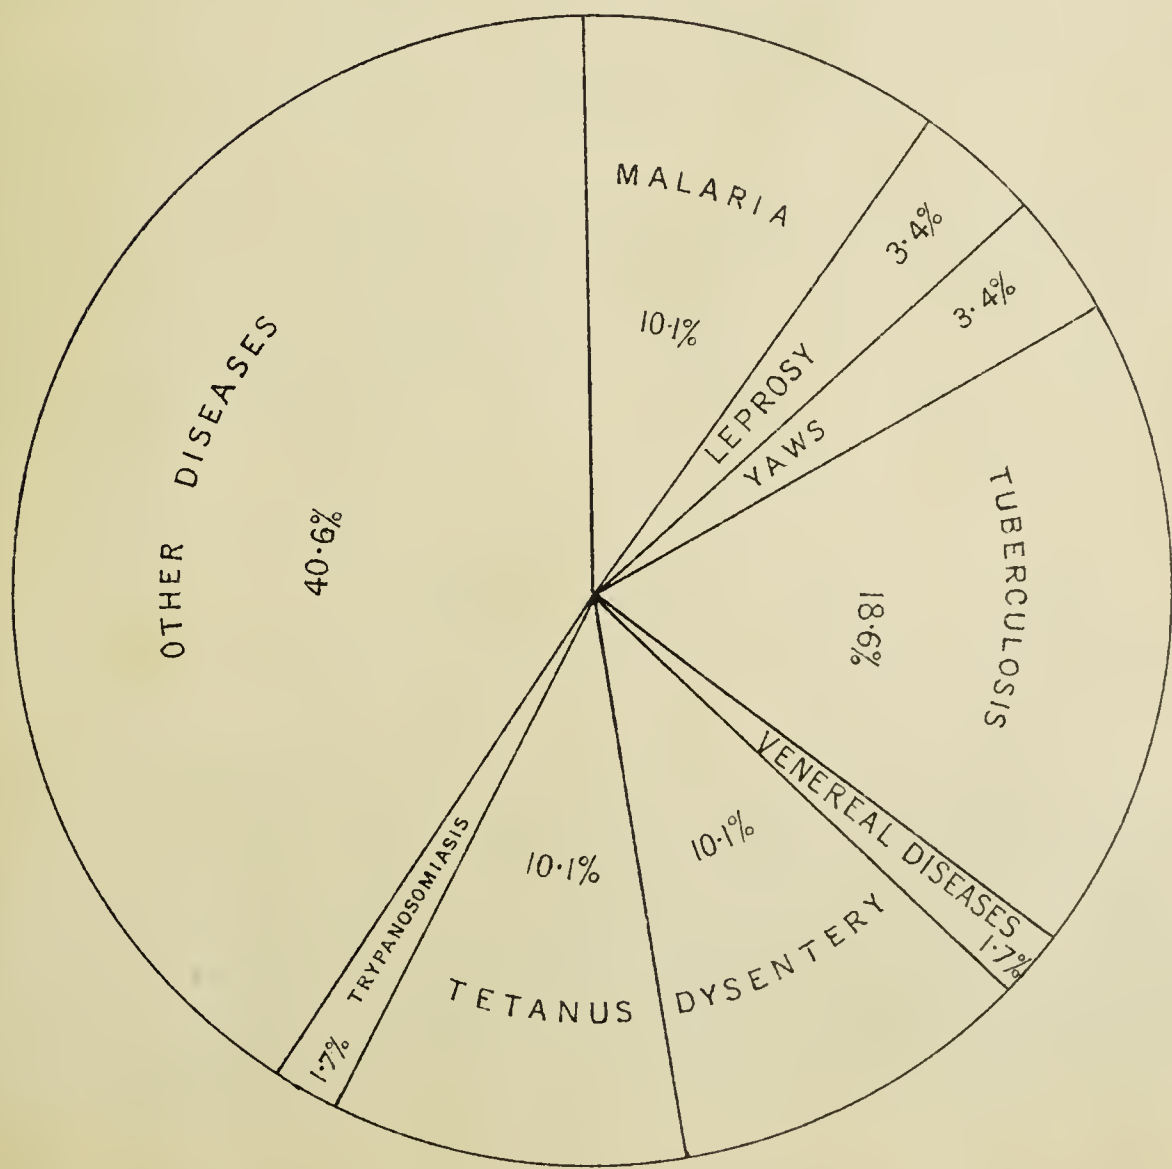 MALARIA
10·1%
LEPROSY
3·4%
YAWS
3·4%
TUBERCULOSIS
18·6%
VENEREAL DISEASES
1·7%
DYSENTERY
10·1%
TETANUS
10·1%
TRYPANOSOMIASIS
1·7%
OTHER DISEASES
40·6%